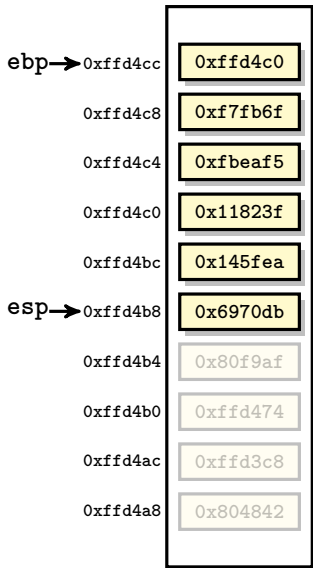 ebp 0xffd4cc 0xffd4c0
0xffd4c8 0xf7fb6f
0xffd4c4 0xfbeaf5
0xffd4c0 0x11823f
0xffd4bc 0x145fea
esp 0xffd4b8 0x6970db
0xffd4b4 0x80f9af
0xffd4b0 0xffd474
0xffd4ac 0xffd3c8
0xffd4a8 0x804842